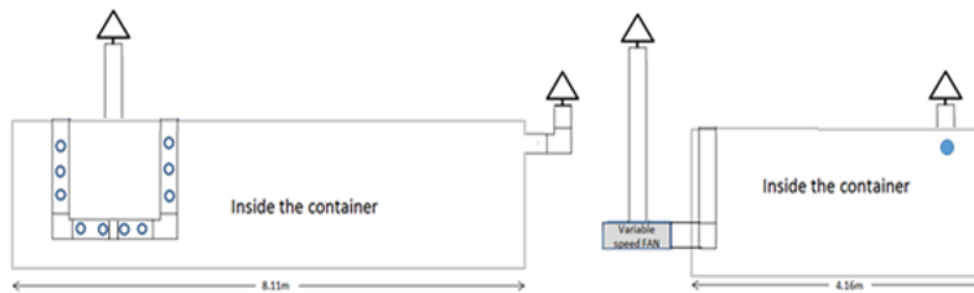 Inside the container
8.11m
Inside the container
Variable
speed FAN
4.16m